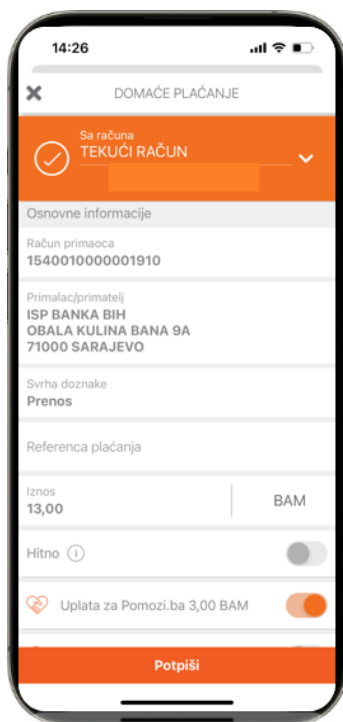 14:26
DOMAĆE PLAĆANJE
Sa računa
TEKUĆI RAČUN
Osnovne informacije
Račun primaoca
1540010000001910
Primalac/primatelj
ISP BANKA BIH
OBALA KULINA BANA 9A
71000 SARAJEVO
Svrha doznake
Prenos
Referenca plaćanja
Iznos
13,00
BAM
Hitno
Uplata za Pomozi.ba 3,00 BAM
Potpiši